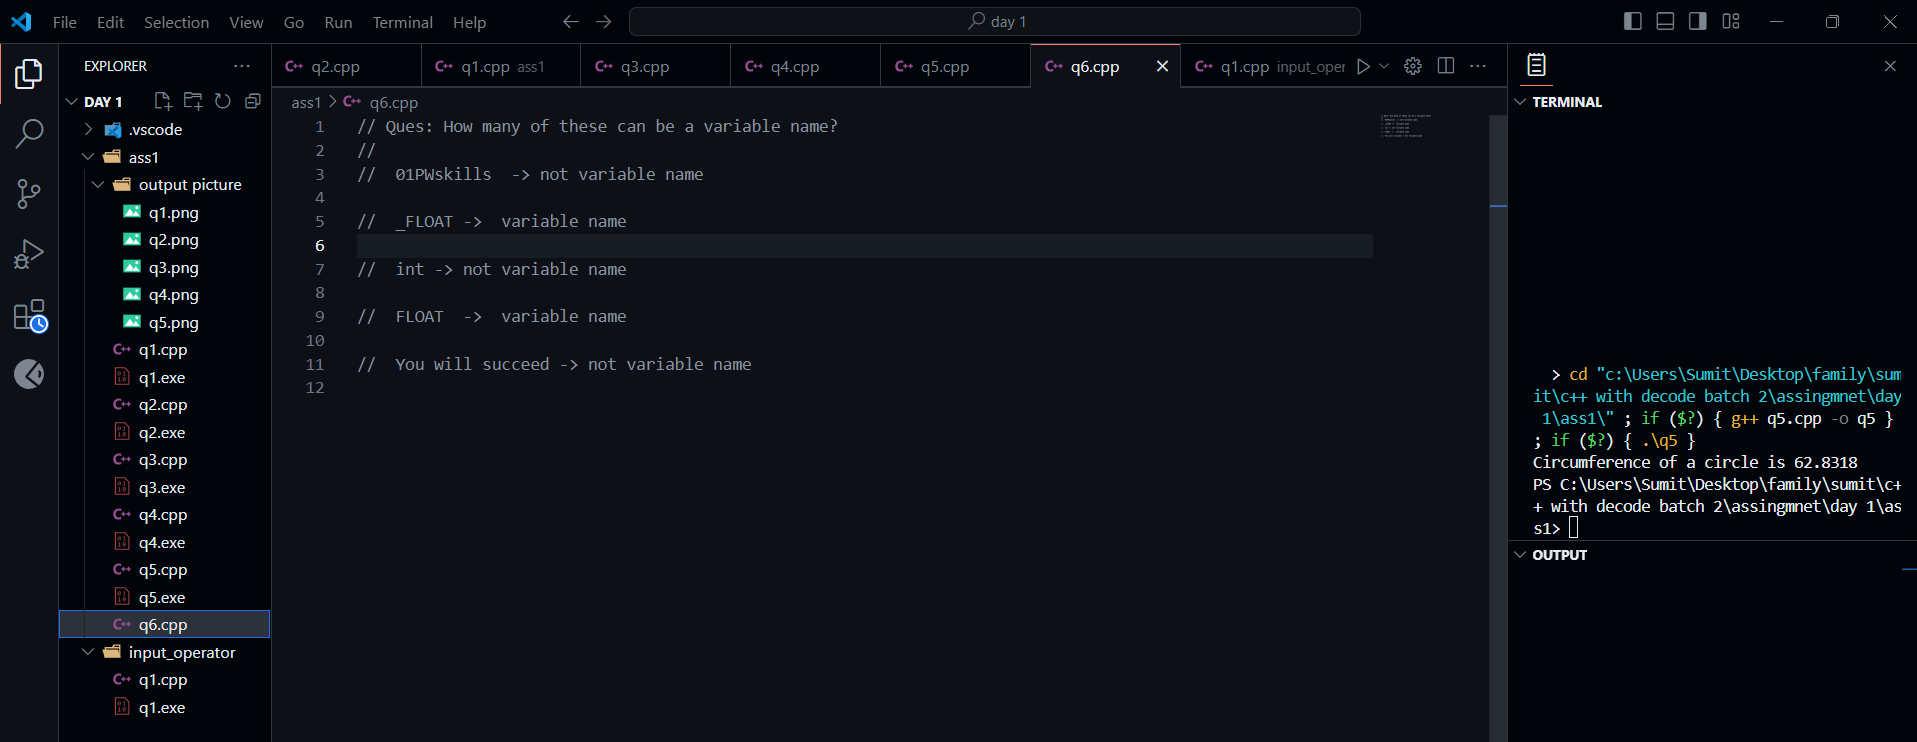 File Edit Selection View Go Run Terminal Help
day 1
EXPLORER
DAY 1
.vscode
ass1
output picture
q1.png
q2.png
q3.png
q4.png
q5.png
q1.cpp
q1.exe
q2.cpp
q2.exe
q3.cpp
q3.exe
q4.cpp
q4.exe
q5.cpp
q5.exe
q6.cpp
input_operator
q1.cpp
q1.exe
q2.cpp q1.cpp ass1 q3.cpp q4.cpp q5.cpp q6.cpp q1.cpp input_oper
ass1 > q6.cpp
1 // Ques: How many of these can be a variable name?
2 //
3 //  01PWskills  -> not variable name
4
5 //  _FLOAT ->  variable name
6
7 //  int -> not variable name
8
9 //  FLOAT  ->  variable name
10
11 //  You will succeed -> not variable name
12
TERMINAL
> cd "c:\Users\Sumit\Desktop\family\sum
it\c++ with decode batch 2\assingmnet\day
1\ass1\" ; if ($?) { g++ q5.cpp -o q5 }
; if ($?) { .\q5 }
Circumference of a circle is 62.8318
PS C:\Users\Sumit\Desktop\family\sumit\c+
+ with decode batch 2\assingmnet\day 1\as
s1>
OUTPUT